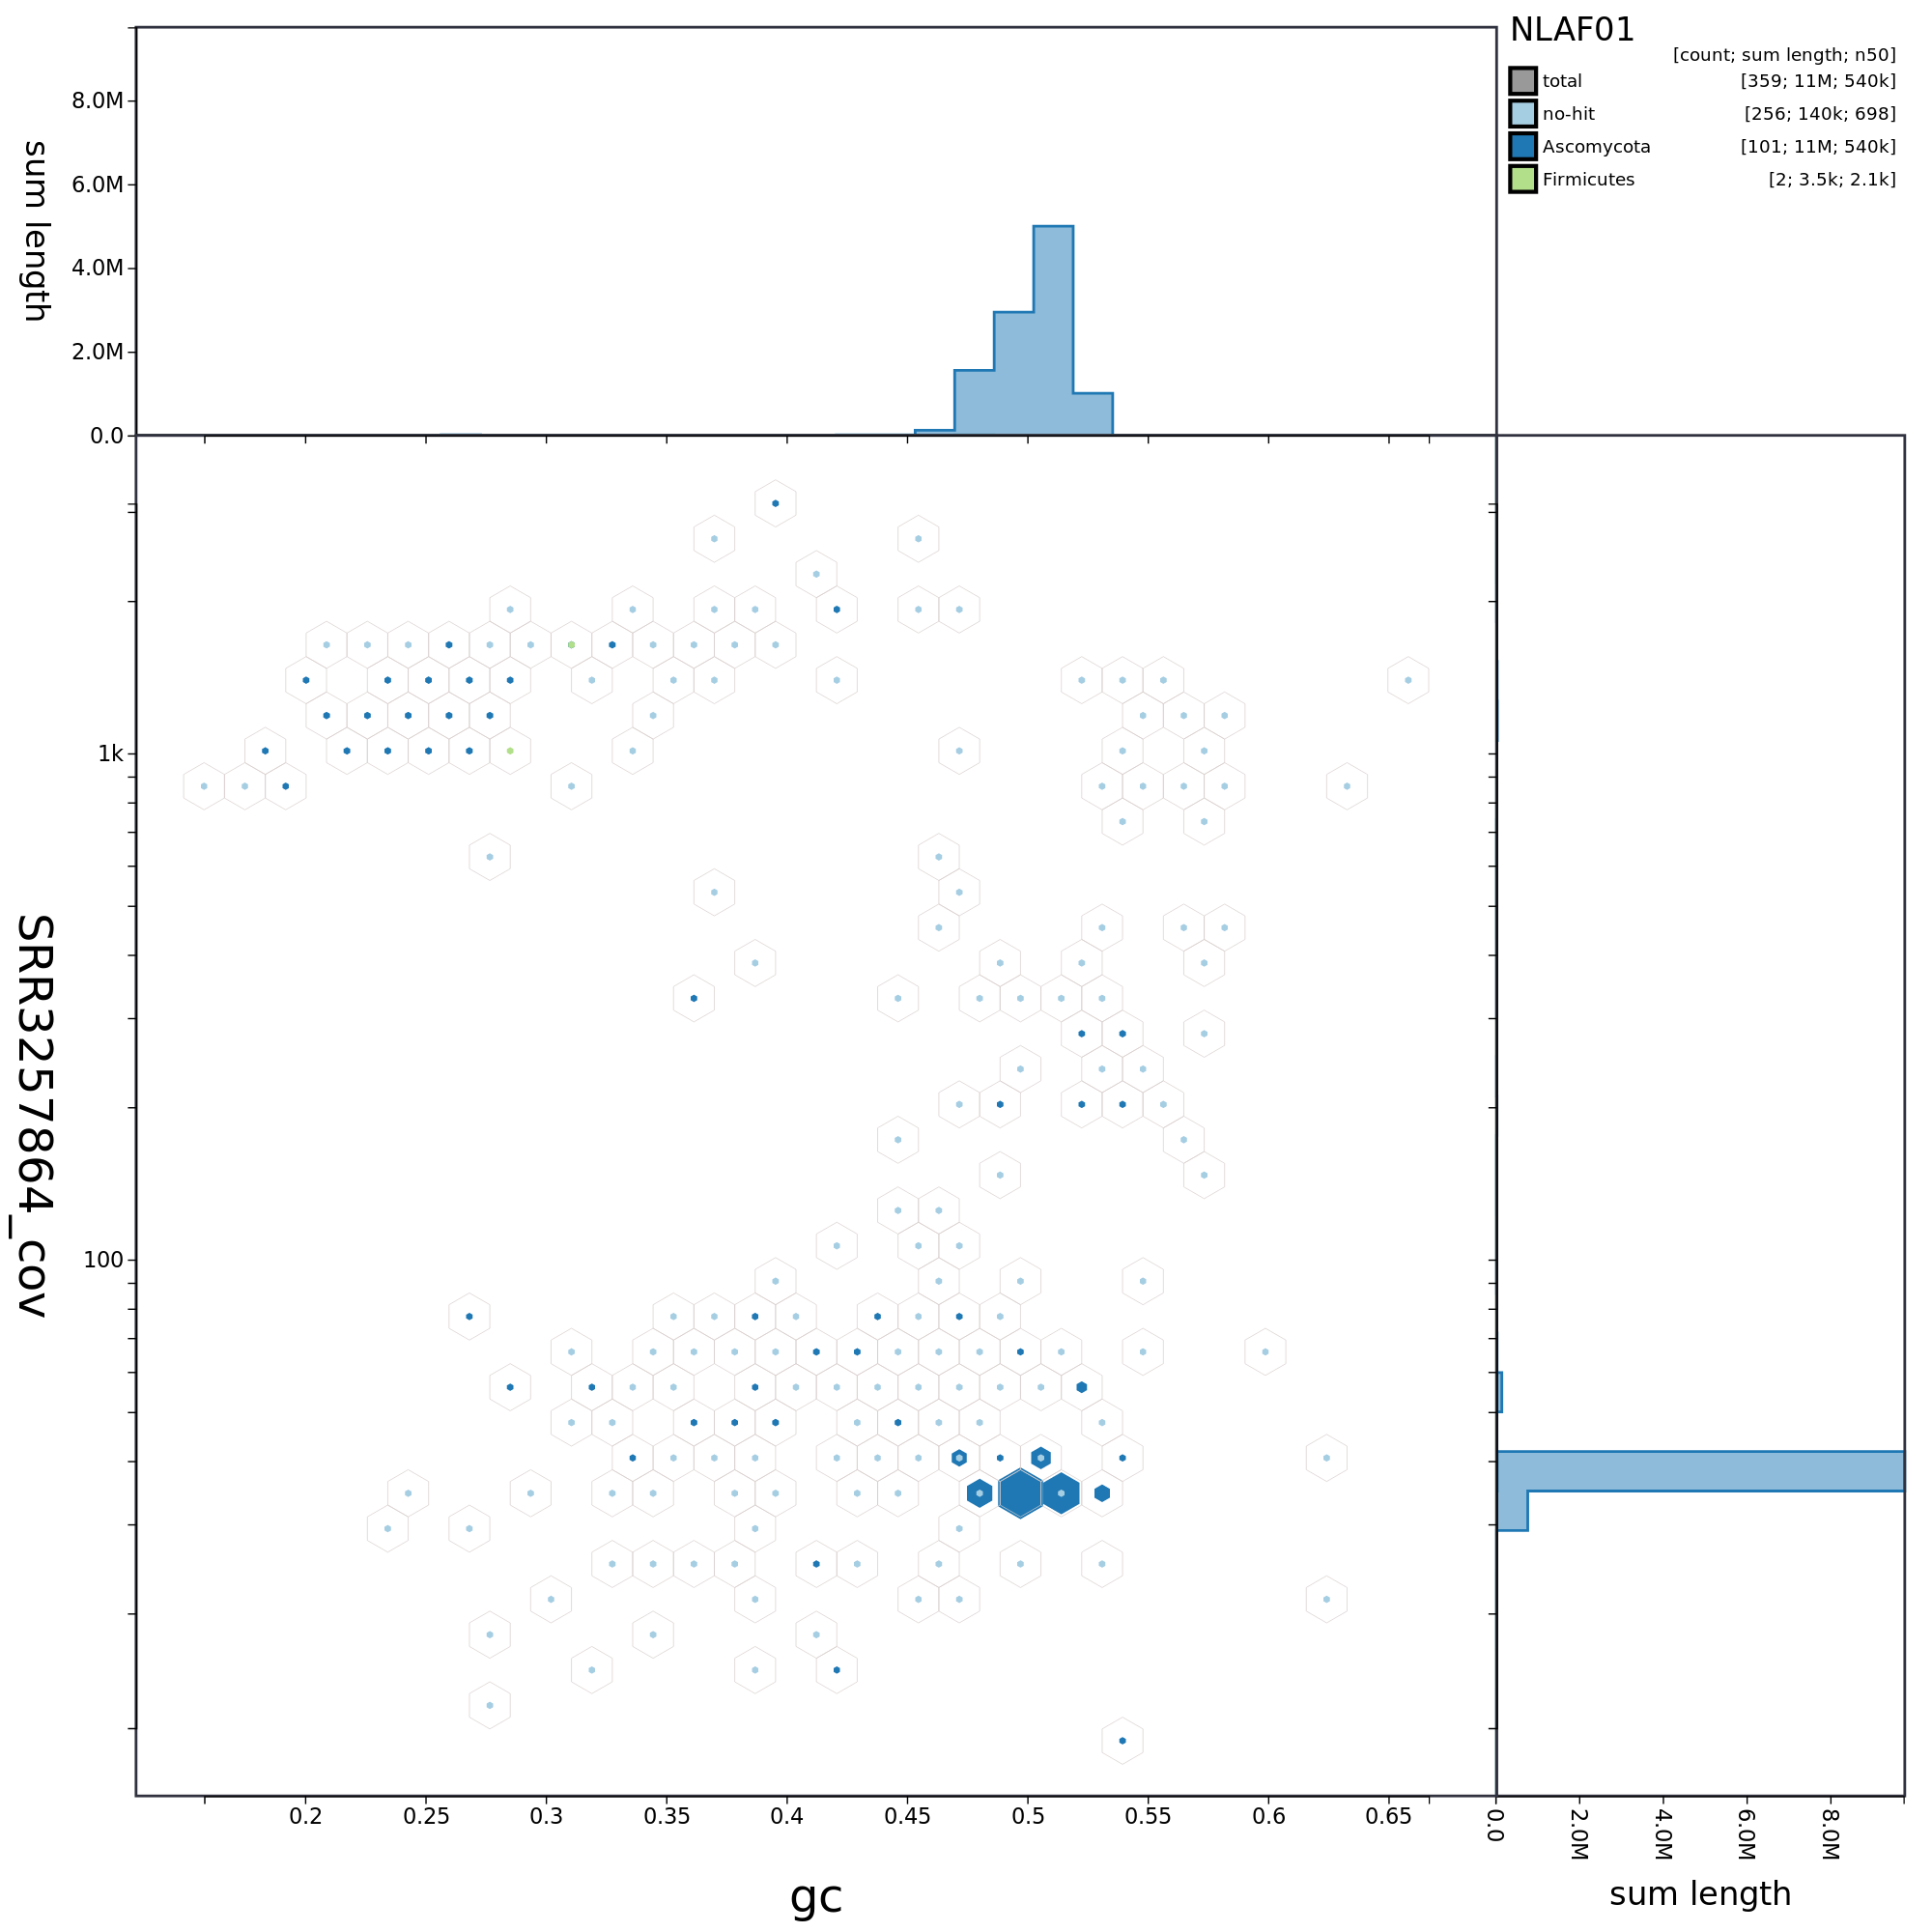 NLAF01
[count; sum length; n50]
total [359; 11M; 540k]
no-hit [256; 140k; 698]
Ascomycota [101; 11M; 540k]
Firmicutes [2; 3.5k; 2.1k]
sum length
8.0M
6.0M
4.0M
2.0M
0.0
SRR3257864_cov
1k
100
0.2 0.25 0.3 0.35 0.4 0.45 0.5 0.55 0.6 0.65
gc
0.0 2.0M 4.0M 6.0M 8.0M
sum length